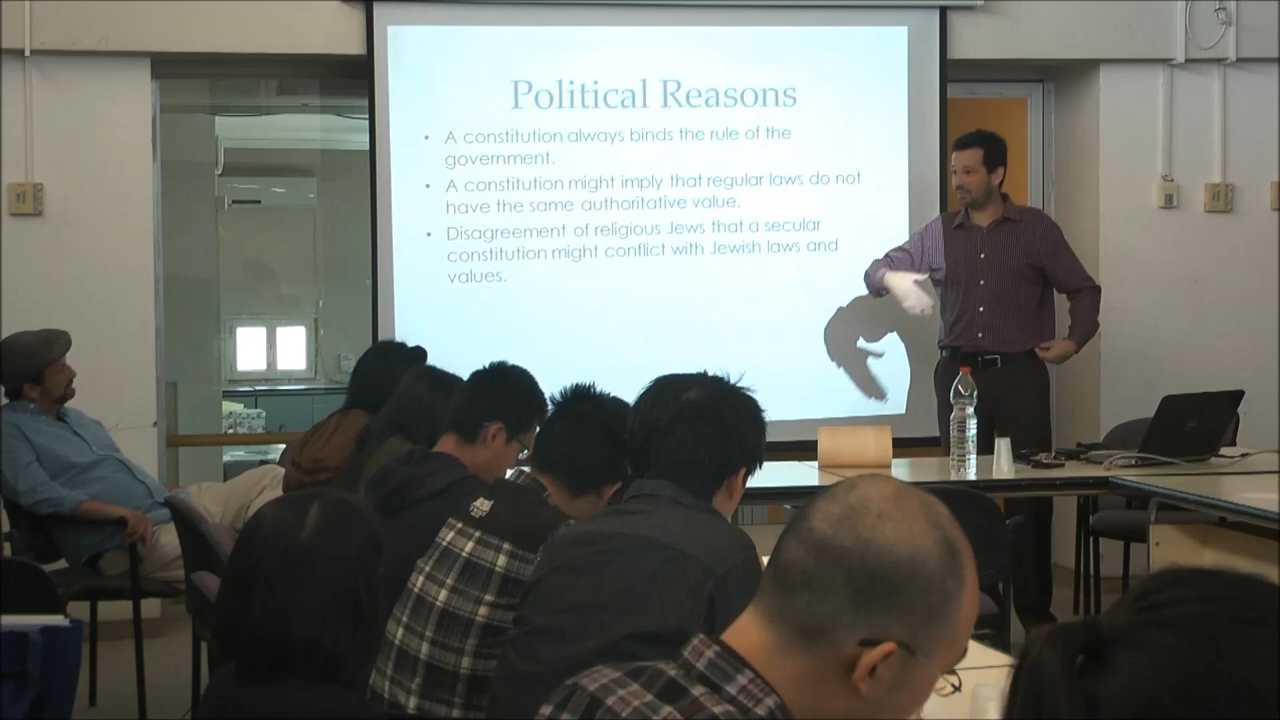 Political Reasons
• A constitution always binds the rule of the
government.
• A constitution might imply that regular laws do not
have the same authoritative value.
• Disagreement of religious Jews that a secular
constitution might conflict with Jewish laws and
values.